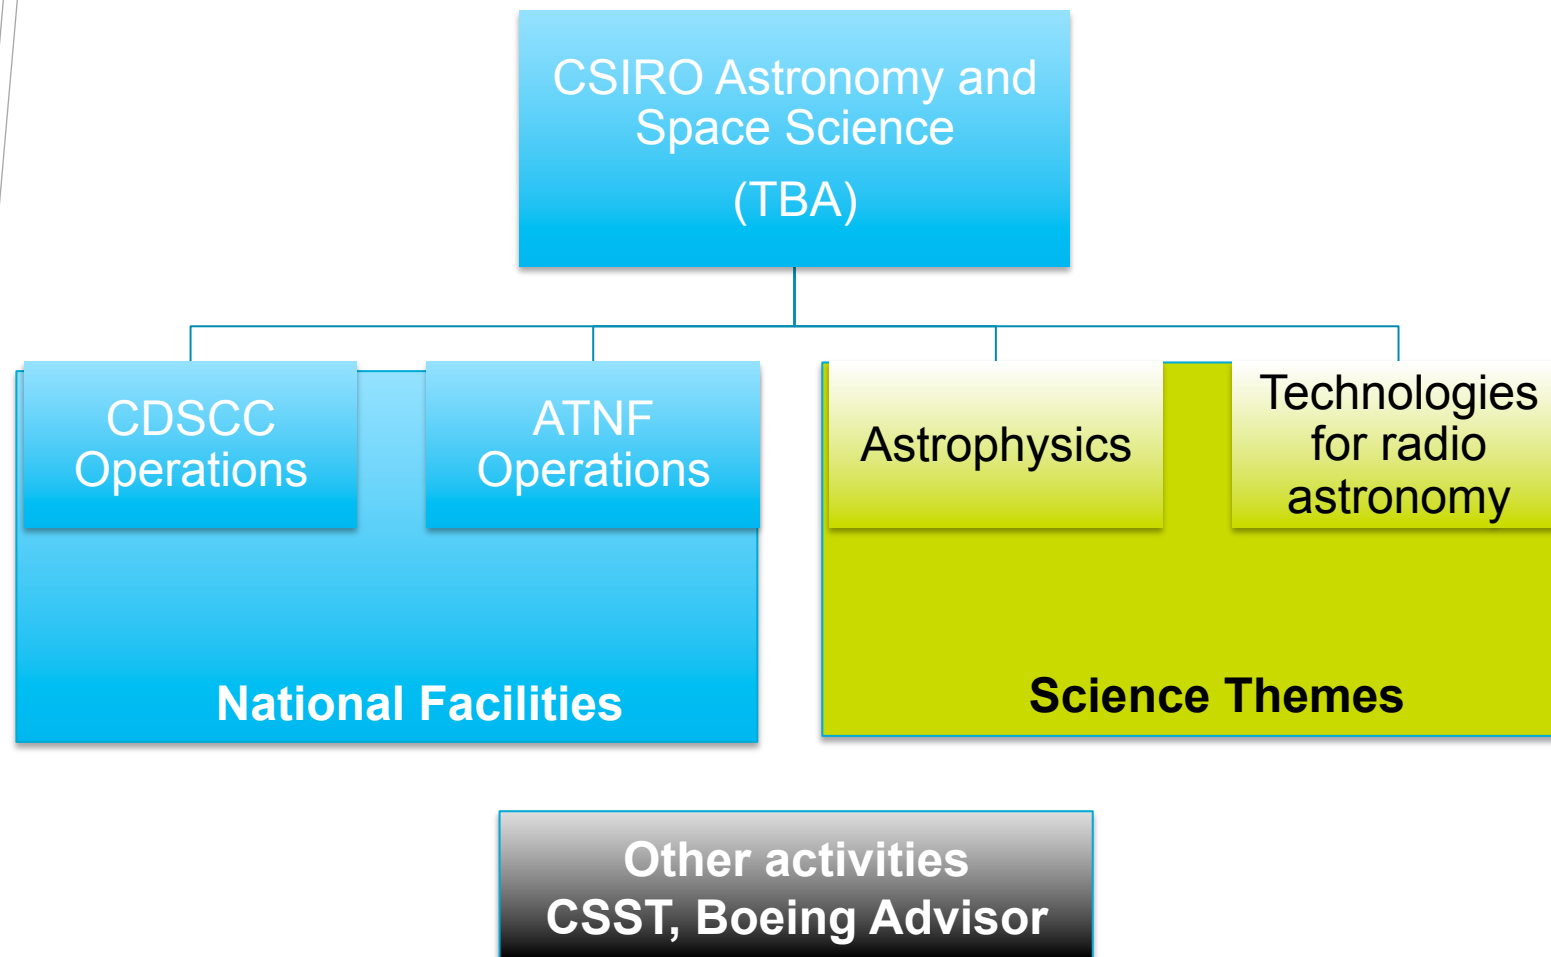 CSIRO Astronomy and
Space Science
(TBA)
CDSCC
Operations
ATNF
Operations
Astrophysics
Technologies
for radio
astronomy
National Facilities
Science Themes
Other activities
CSST, Boeing Advisor